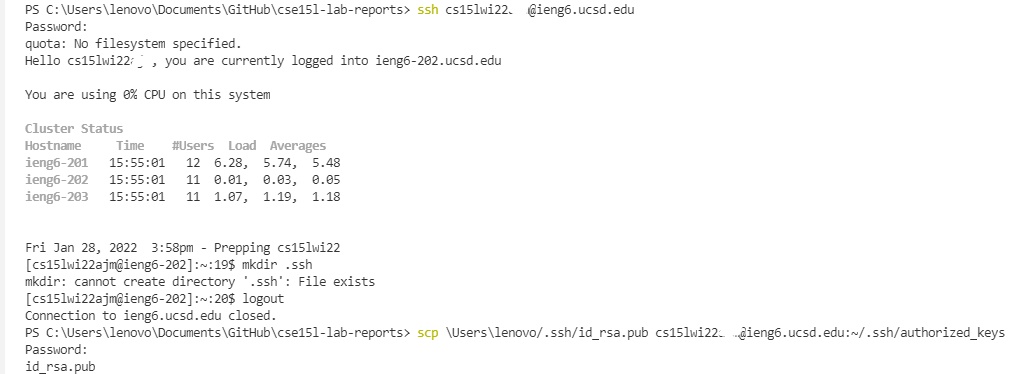 PS C:\Users\lenovo\Documents\GitHub\cse15l-lab-reports> ssh cs15lwi22 @ieng6.ucsd.edu
Password:
quota: No filesystem specified.
Hello cs15lwi22 , you are currently logged into ieng6-202.ucsd.edu
You are using 0% CPU on this system
Cluster Status
Hostname Time #Users Load Averages
ieng6-201 15:55:01 12 6.28, 5.74, 5.48
ieng6-202 15:55:01 11 0.01, 0.03, 0.05
ieng6-203 15:55:01 11 1.07, 1.19, 1.18
Fri Jan 28, 2022 3:58pm - Prepping cs15lwi22
[cs15lwi22ajm@ieng6-202]:~:19$ mkdir .ssh
mkdir: cannot create directory '.ssh': File exists
[cs15lwi22ajm@ieng6-202]:~:20$ logout
Connection to ieng6.ucsd.edu closed.
PS C:\Users\lenovo\Documents\GitHub\cse15l-lab-reports> scp \Users\lenovo/.ssh/id_rsa.pub cs15lwi22 @ieng6.ucsd.edu:~/.ssh/authorized_keys
Password:
id_rsa.pub